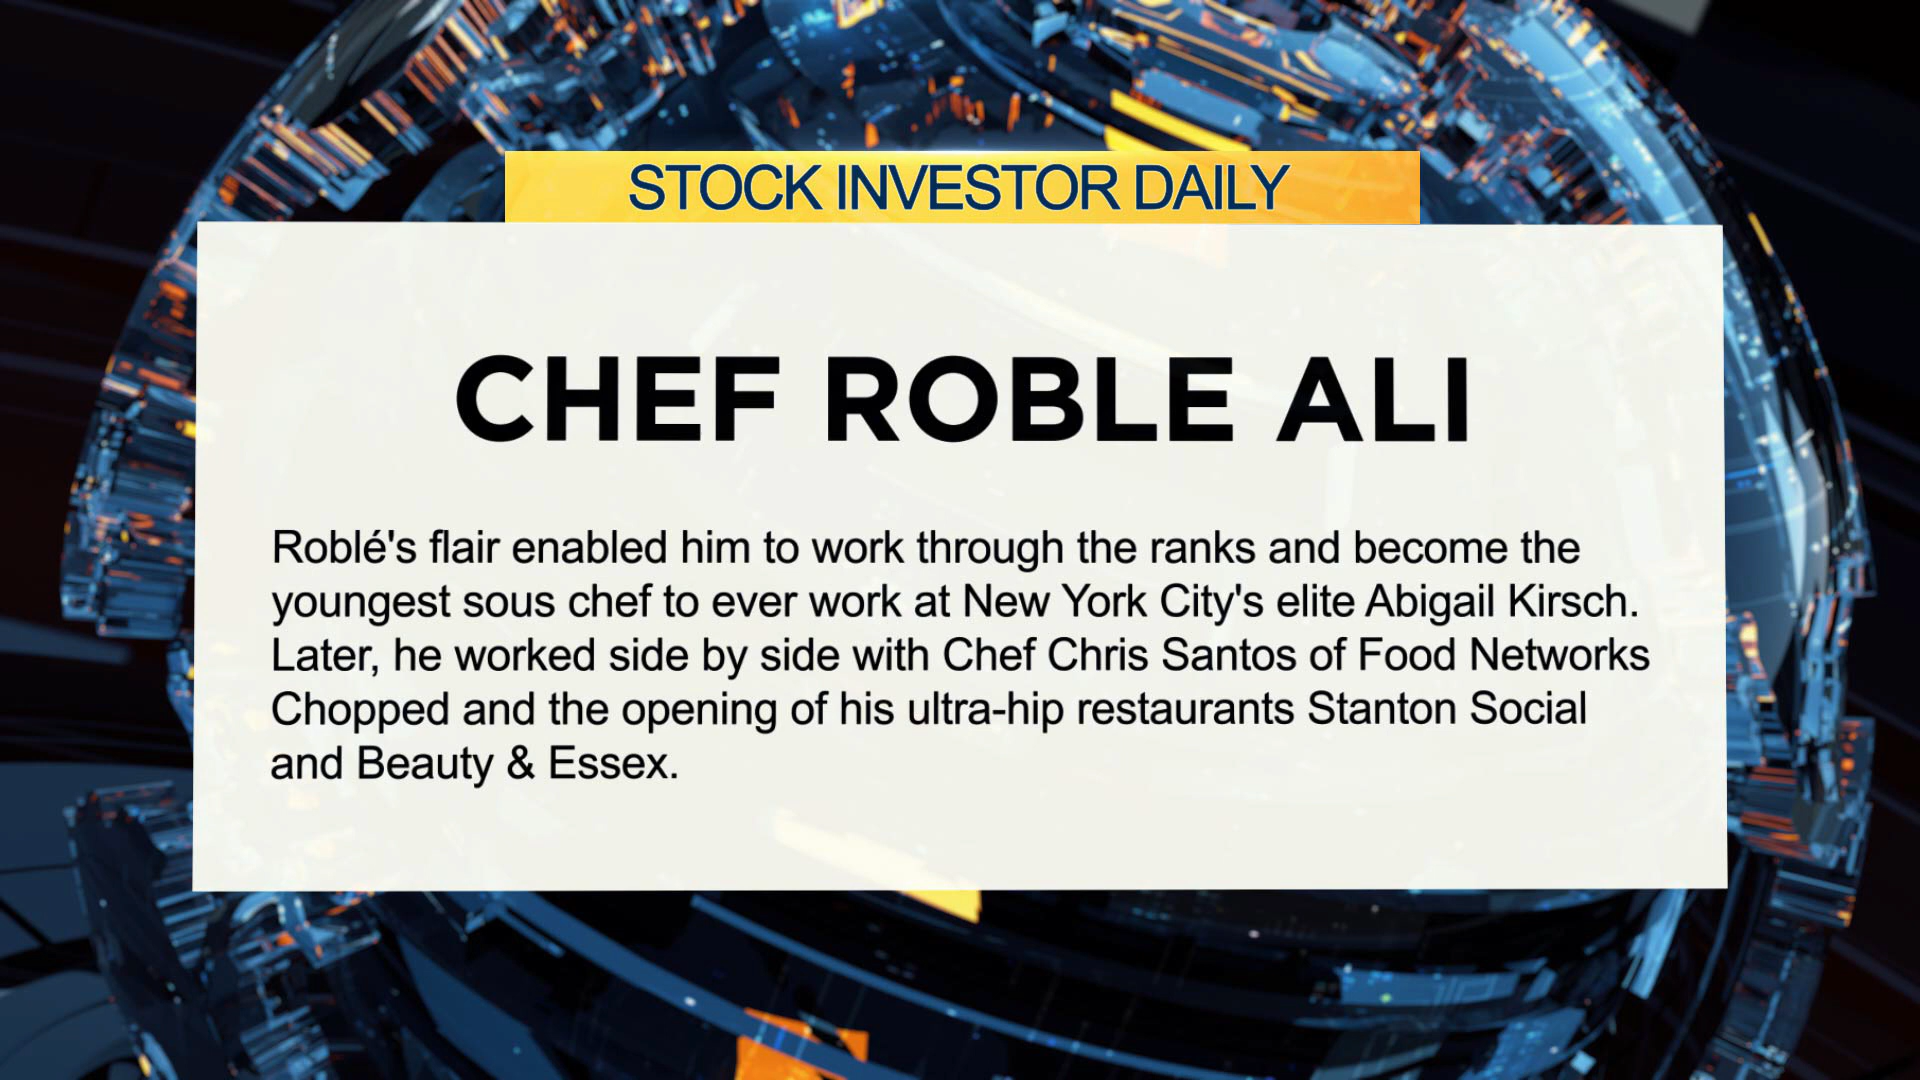 STOCK INVESTOR DAILY
CHEF ROBLE ALI
Roblé's flair enabled him to work through the ranks and become the
youngest sous chef to ever work at New York City's elite Abigail Kirsch.
Later, he worked side by side with Chef Chris Santos of Food Networks
Chopped and the opening of his ultra-hip restaurants Stanton Social
and Beauty & Essex.